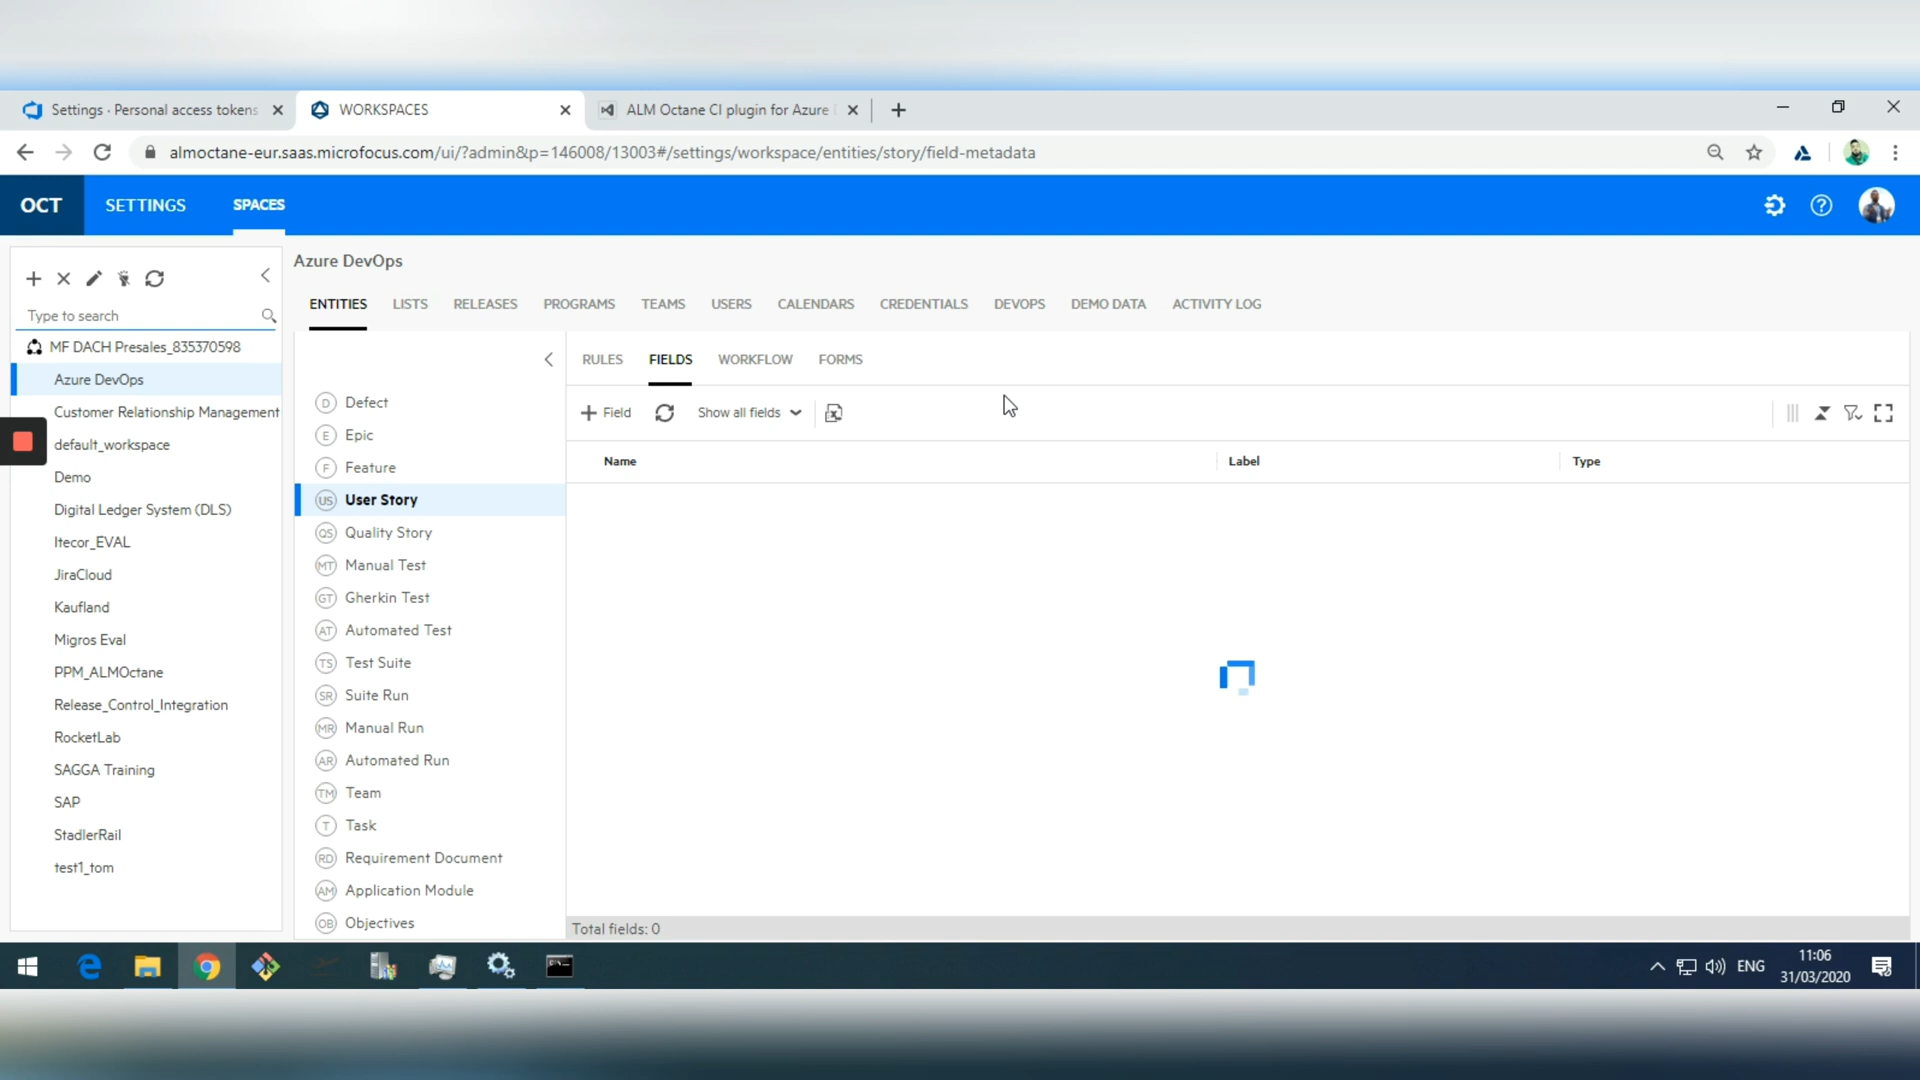 Settings · Personal access tokens
WORKSPACES
ALM Octane CI plugin for Azure
almoctane-eur.saas.microfocus.com/ui/?admin&p=146008/13003#/settings/workspace/entities/story/field-metadata
OCT
SETTINGS
SPACES
Type to search
MF DACH Presales_835370598
Azure DevOps
Customer Relationship Management
default_workspace
Demo
Digital Ledger System (DLS)
Itecor_EVAL
JiraCloud
Kaufland
Migros Eval
PPM_ALMOctane
Release_Control_Integration
RocketLab
SAGGA Training
SAP
StadlerRail
test1_tom
Azure DevOps
ENTITIES
LISTS
RELEASES
PROGRAMS
TEAMS
USERS
CALENDARS
CREDENTIALS
DEVOPS
DEMO DATA
ACTIVITY LOG
D Defect
E Epic
F Feature
US User Story
QS Quality Story
MT Manual Test
GT Gherkin Test
AT Automated Test
TS Test Suite
SR Suite Run
MR Manual Run
AR Automated Run
TM Team
T Task
RD Requirement Document
AM Application Module
OB Objectives
RULES
FIELDS
WORKFLOW
FORMS
Field
Show all fields
Name
Label
Type
Total fields: 0
ENG
11:06
31/03/2020